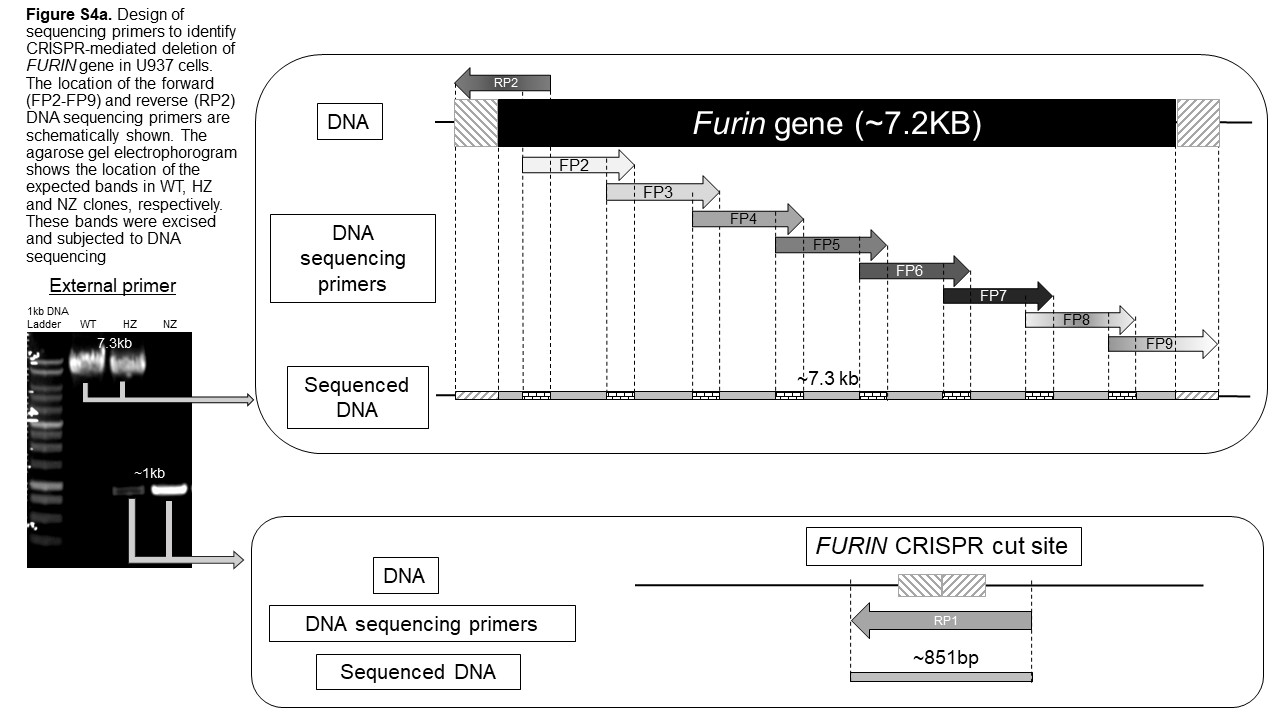 Figure S4a. Design of
sequencing primers to identify
CRISPR-mediated deletion of
FURIN gene in U937 cells.
The location of the forward
(FP2-FP9) and reverse (RP2)
DNA sequencing primers are
schematically shown. The
agarose gel electrophorogram
shows the location of the
expected bands in WT, HZ
and NZ clones, respectively.
These bands were excised
and subjected to DNA
sequencing
External primer
1kb DNA
Ladder
WT
HZ
NZ
7.3kb
~1kb
RP2
DNA
Furin gene (~7.2KB)
FP2
FP3
FP4
FP5
FP6
FP7
FP8
FP9
DNA
sequencing
primers
~7.3 kb
Sequenced
DNA
FURIN CRISPR cut site
DNA
DNA sequencing primers
RP1
~851bp
Sequenced DNA